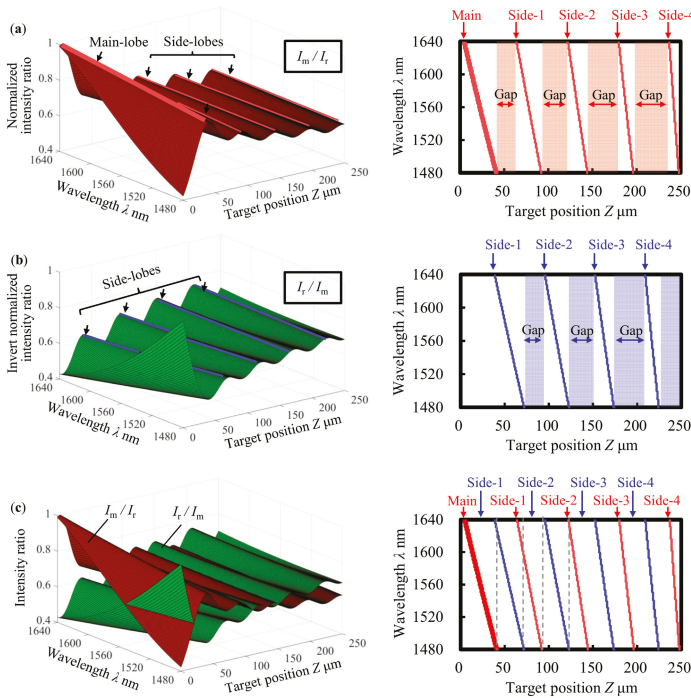 (a)
Main-lobe
Side-lobes
I_m / I_r
Normalized
intensity ratio
1
0.8
0.6
0.4
1640
1600
1560
1520
1480
Wavelength λ nm
0
50
100
150
200
250
Target position Z μm
Main
Side-1
Side-2
Side-3
Side-4
Wavelength λ nm
1640
1600
1560
1520
1480
Gap
Gap
Gap
Gap
0
50
100
150
200
250
Target position Z μm
(b)
Side-lobes
I_r / I_m
Invert normalized
intensity ratio
1
0.8
0.6
0.4
1640
1600
1560
1520
1480
Wavelength λ nm
0
50
100
150
200
250
Target position Z μm
Side-1
Side-2
Side-3
Side-4
Wavelength λ nm
1640
1600
1560
1520
1480
Gap
Gap
Gap
0
50
100
150
200
250
Target position Z μm
(c)
I_m / I_r
I_r / I_m
Intensity ratio
1
0.8
0.6
0.4
1640
1600
1560
1520
1480
Wavelength λ nm
0
50
100
150
200
250
Target position Z μm
Side-1
Side-2
Side-3
Side-4
Main
Side-1
Side-2
Side-3
Side-4
Wavelength λ nm
1640
1600
1560
1520
1480
0
50
100
150
200
250
Target position Z μm